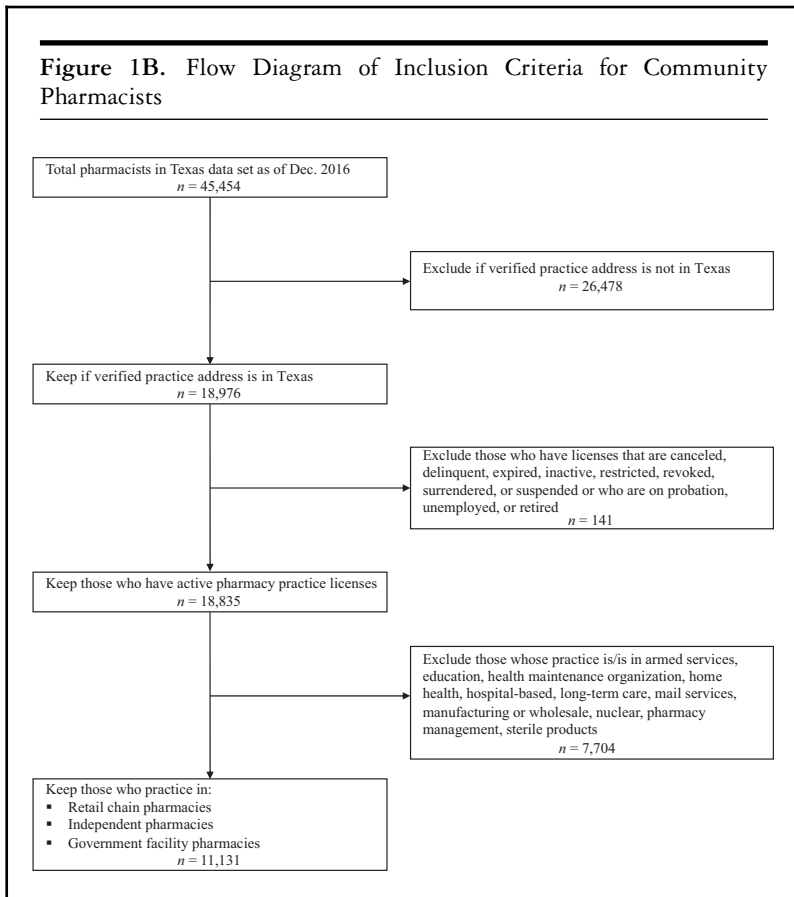 Figure 1B. Flow Diagram of Inclusion Criteria for Community
Pharmacists
Total pharmacists in Texas data set as of Dec. 2016
n = 45,454
Exclude if verified practice address is not in Texas
n = 26,478
Keep if verified practice address is in Texas
n = 18,976
Exclude those who have licenses that are canceled,
delinquent, expired, inactive, restricted, revoked,
surrendered, or suspended or who are on probation,
unemployed, or retired
n = 141
Keep those who have active pharmacy practice licenses
n = 18,835
Exclude those whose practice is/is in armed services,
education, health maintenance organization, home
health, hospital-based, long-term care, mail services,
manufacturing or wholesale, nuclear, pharmacy
management, sterile products
n = 7,704
Keep those who practice in:
▪ Retail chain pharmacies
▪ Independent pharmacies
▪ Government facility pharmacies
n = 11,131